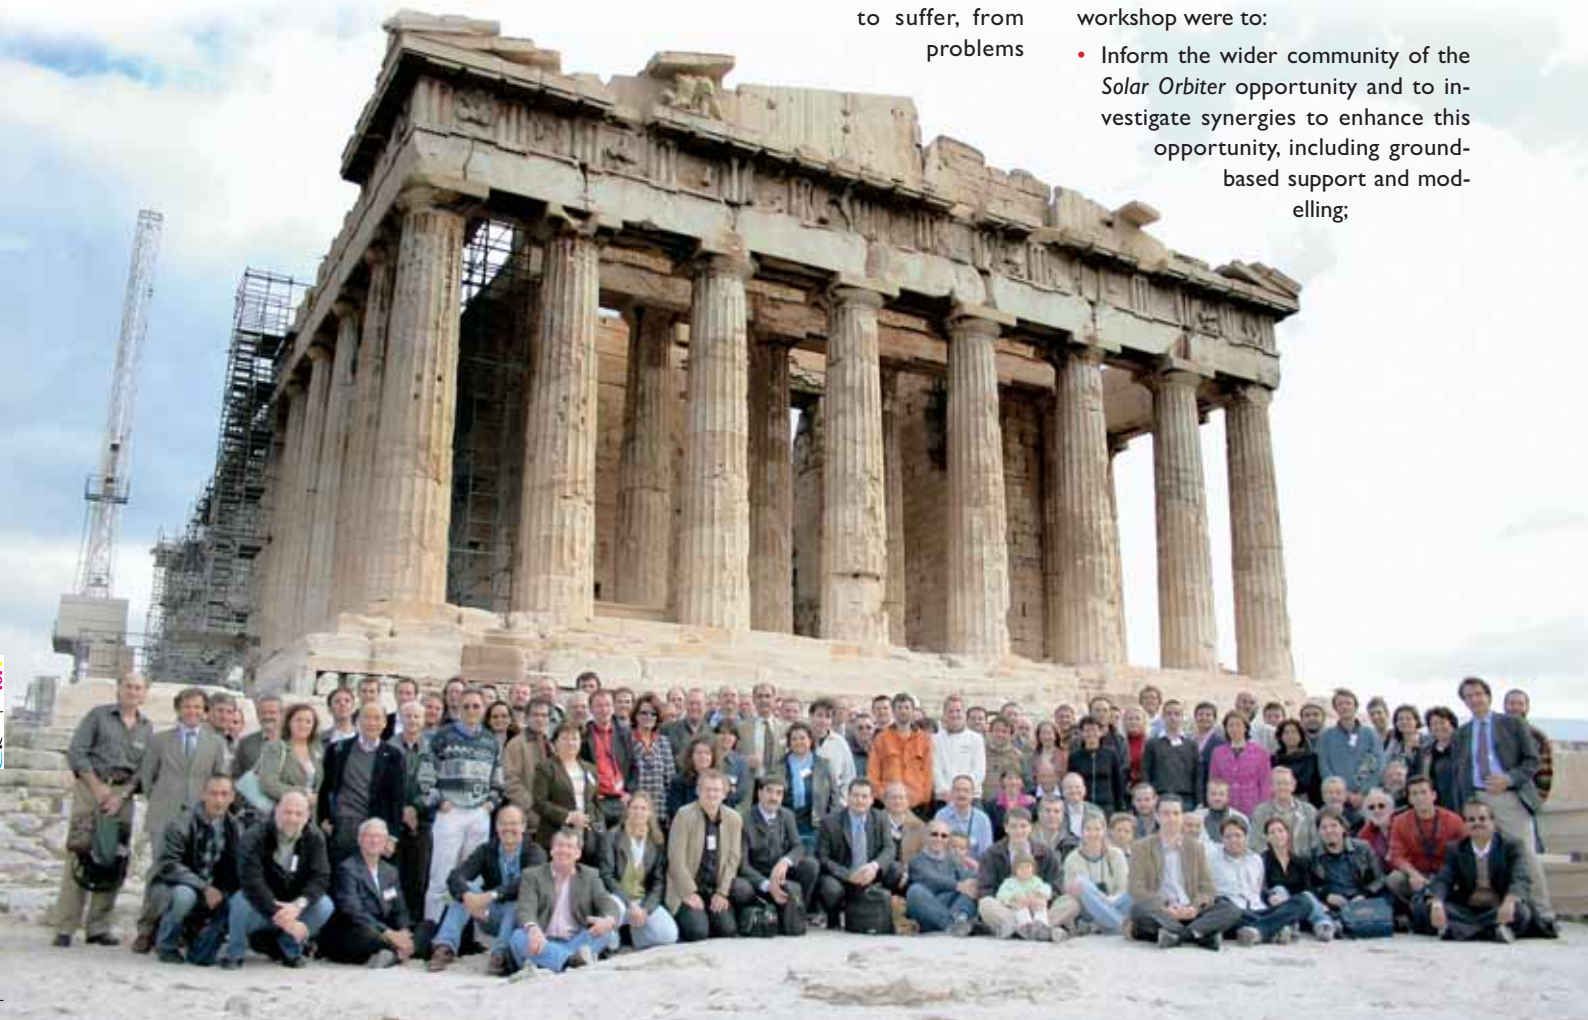 to suffer, from
problems
workshop were to:
• Inform the wider community of the
Solar Orbiter opportunity and to in-
vestigate synergies to enhance this
opportunity, including ground-
based support and mod-
elling;